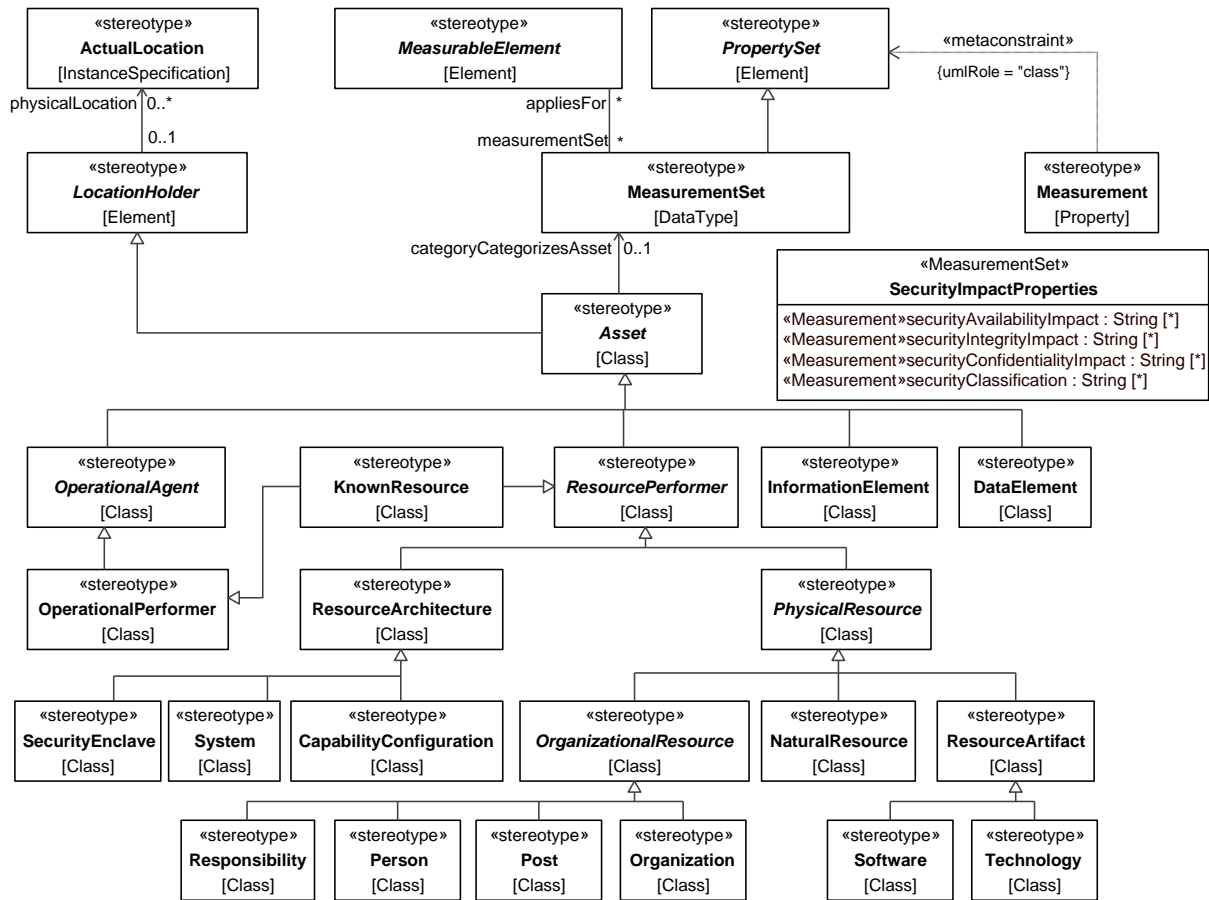 «stereotype»
ActualLocation
[InstanceSpecification]
«stereotype»
MeasurableElement
[Element]
«stereotype»
PropertySet
[Element]
«metaconstraint»
{umlRole = "class"}
physicalLocation 0..*
0..1
appliesFor *
measurementSet *
«stereotype»
LocationHolder
[Element]
«stereotype»
MeasurementSet
[DataType]
«stereotype»
Measurement
[Property]
categoryCategorizesAsset 0..1
«MeasurementSet»
SecurityImpactProperties
«Measurement»securityAvailabilityImpact : String [*]
«Measurement»securityIntegrityImpact : String [*]
«Measurement»securityConfidentialityImpact : String [*]
«Measurement»securityClassification : String [*]
«stereotype»
Asset
[Class]
«stereotype»
OperationalAgent
[Class]
«stereotype»
KnownResource
[Class]
«stereotype»
ResourcePerformer
[Class]
«stereotype»
InformationElement
[Class]
«stereotype»
DataElement
[Class]
«stereotype»
OperationalPerformer
[Class]
«stereotype»
ResourceArchitecture
[Class]
«stereotype»
PhysicalResource
[Class]
«stereotype»
SecurityEnclave
[Class]
«stereotype»
System
[Class]
«stereotype»
CapabilityConfiguration
[Class]
«stereotype»
OrganizationalResource
[Class]
«stereotype»
NaturalResource
[Class]
«stereotype»
ResourceArtifact
[Class]
«stereotype»
Responsibility
[Class]
«stereotype»
Person
[Class]
«stereotype»
Post
[Class]
«stereotype»
Organization
[Class]
«stereotype»
Software
[Class]
«stereotype»
Technology
[Class]